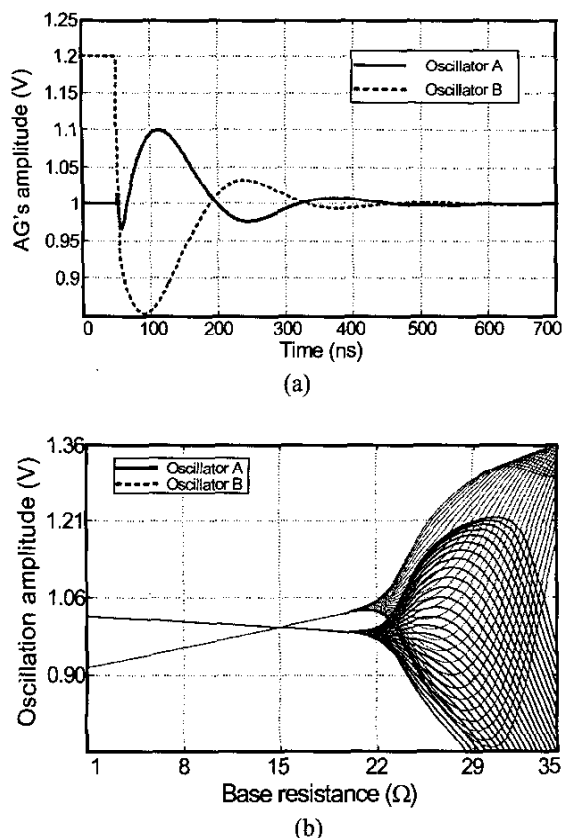 1.25
1.2
1.15
1.1
1.05
1
0.95
0.9
AG's amplitude (V)
Oscillator A
Oscillator B
0 100 200 300 400 500 600 700
Time (ns)
(a)
1.36
1.21
1.06
0.90
Oscillation amplitude (V)
Oscillator A
Oscillator B
1 8 15 22 29 35
Base resistance (Ω)
(b)